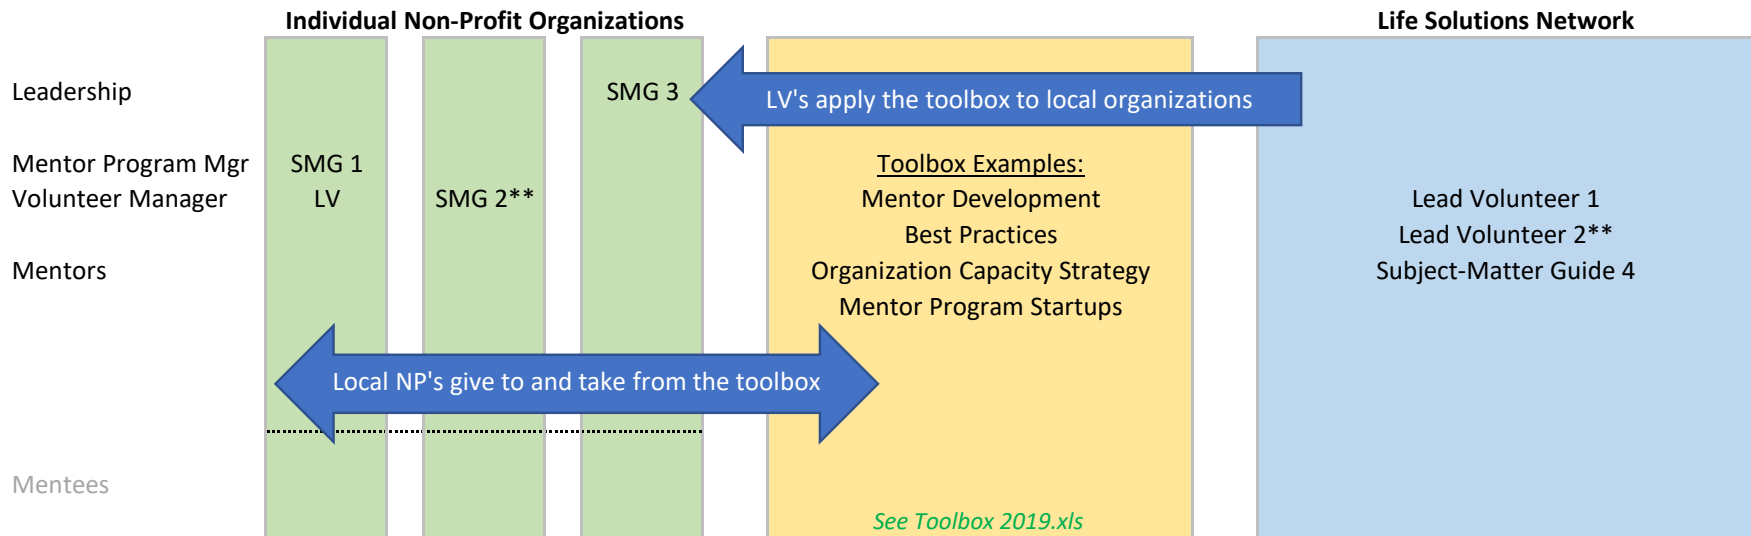 Individual Non-Profit Organizations
Life Solutions Network
Leadership
SMG 3
LV's apply the toolbox to local organizations
Mentor Program Mgr
SMG 1
Toolbox Examples:
Volunteer Manager
LV
SMG 2**
Mentor Development
Lead Volunteer 1
Best Practices
Lead Volunteer 2**
Mentors
Organization Capacity Strategy
Subject-Matter Guide 4
Mentor Program Startups
Local NP's give to and take from the toolbox
Mentees
See Toolbox 2019.xls